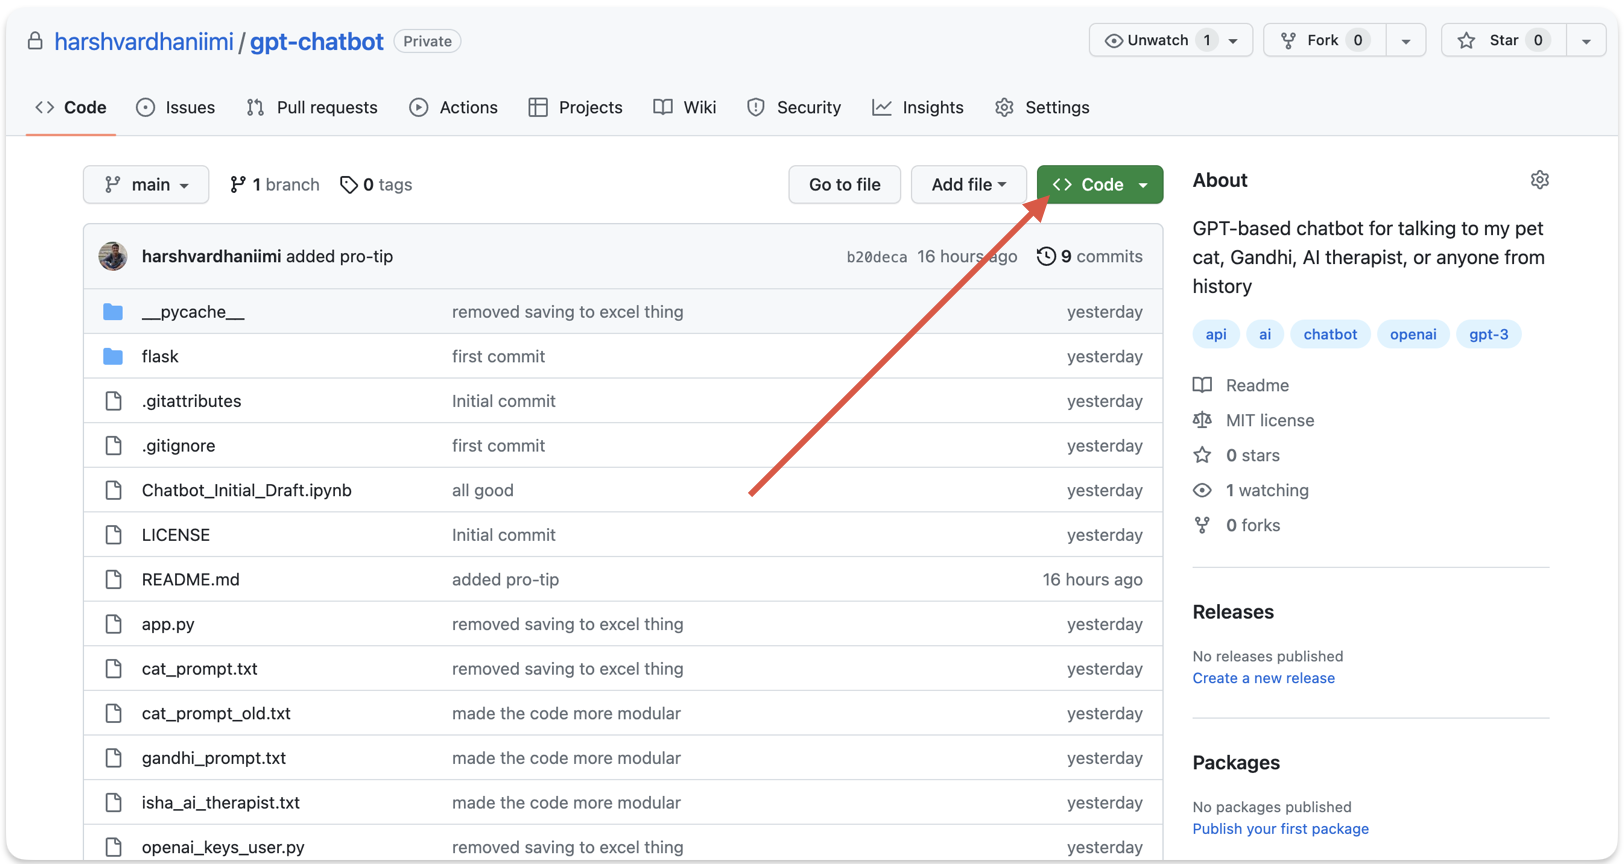 harshvardhaniimi / gpt-chatbot Private Unwatch 1 Fork 0 Star 0
Code Issues Pull requests Actions Projects Wiki Security Insights Settings
main 1 branch 0 tags Go to file Add file Code
harshvardhaniimi added pro-tip b20deca 16 hours ago 9 commits
__pycache__ removed saving to excel thing yesterday
flask first commit yesterday
.gitattributes Initial commit yesterday
.gitignore first commit yesterday
Chatbot_Initial_Draft.ipynb all good yesterday
LICENSE Initial commit yesterday
README.md added pro-tip 16 hours ago
app.py removed saving to excel thing yesterday
cat_prompt.txt removed saving to excel thing yesterday
cat_prompt_old.txt made the code more modular yesterday
gandhi_prompt.txt made the code more modular yesterday
isha_ai_therapist.txt made the code more modular yesterday
openai_keys_user.py removed saving to excel thing yesterday
About
GPT-based chatbot for talking to my pet
cat, Gandhi, AI therapist, or anyone from
history
api ai chatbot openai gpt-3
Readme
MIT license
0 stars
1 watching
0 forks
Releases
No releases published
Create a new release
Packages
No packages published
Publish your first package